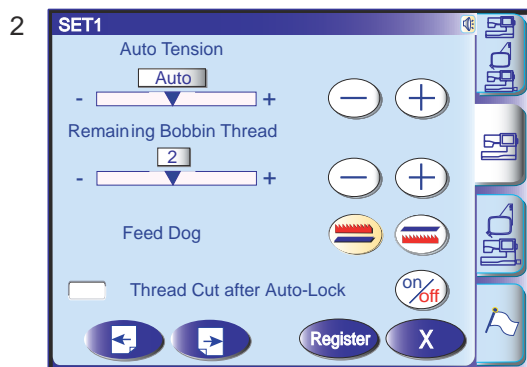 2
SET1
Auto Tension
Auto
- +
Remaining Bobbin Thread
2
- +
Feed Dog
Thread Cut after Auto-Lock
on/off
Register
X